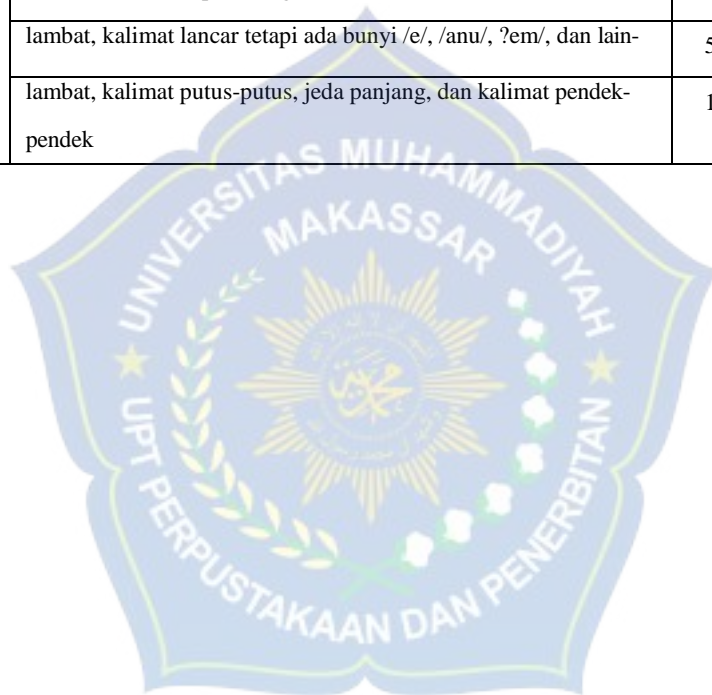 lambat, kalimat lancar tetapi ada bunyi /e/, /anu/, ?em/, dan lain-
lambat, kalimat putus-putus, jeda panjang, dan kalimat pendek-
pendek
UNIVERSITAS MUHAMMADIYAH
MAKASSAR
UPT PERPUSTAKAAN DAN PENERBITAN